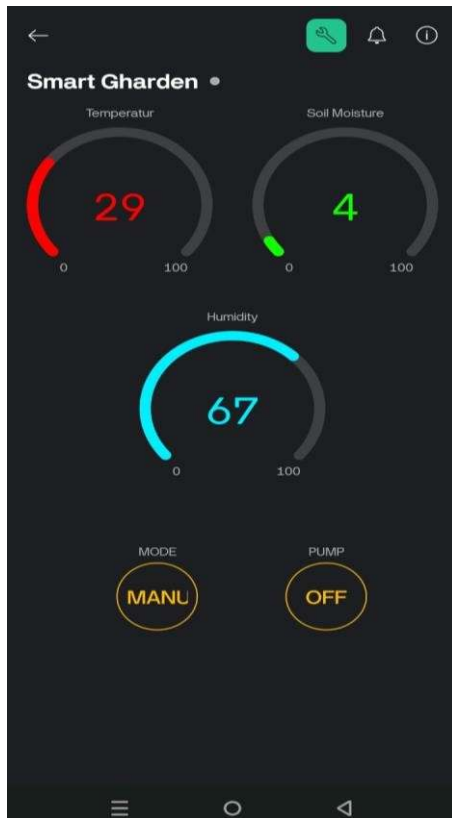 Smart Gharden
Temperatur
Soil Moisture
29
4
0 100
0 100
Humidity
67
0 100
MODE
PUMP
MANU
OFF